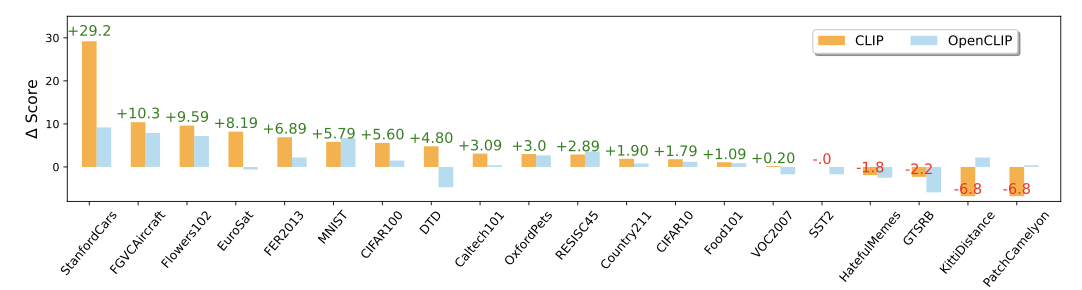 CLIP
OpenCLIP
Δ Score
30
20
10
0
+29.2
+10.3
+9.59
+8.19
+6.89
+5.79
+5.60
+4.80
+3.09
+3.0
+2.89
+1.90
+1.79
+1.09
+0.20
-.0
-1.8
-2.2
-6.8
-6.8
StanfordCars
FGVCAircraft
Flowers102
EuroSat
FER2013
MNIST
CIFAR100
DTD
Caltech101
OxfordPets
RESISC45
Country211
CIFAR10
Food101
VOC2007
SST2
HatefulMemes
GTSRB
KittiDistance
PatchCamelyon